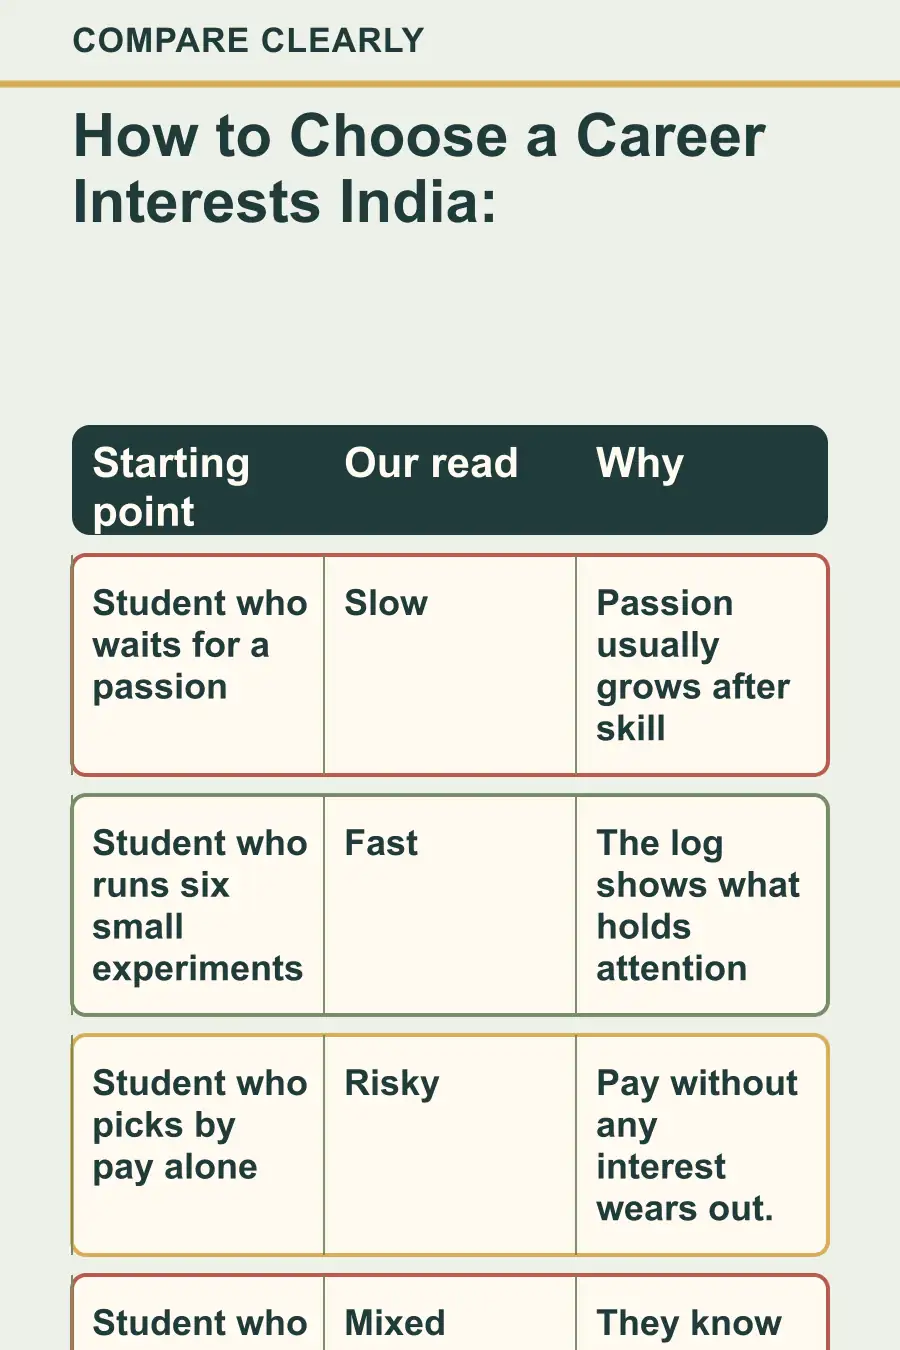 COMPARE CLEARLY
How to Choose a Career
Interests India:
Starting
point
Our read
Why
Student who
waits for a
passion
Slow
Passion
usually
grows after
skill
Student who
runs six
small
experiments
Fast
The log
shows what
holds
attention
Student who
picks by
pay alone
Risky
Pay without
any
interest
wears out.
Student who
Mixed
They know